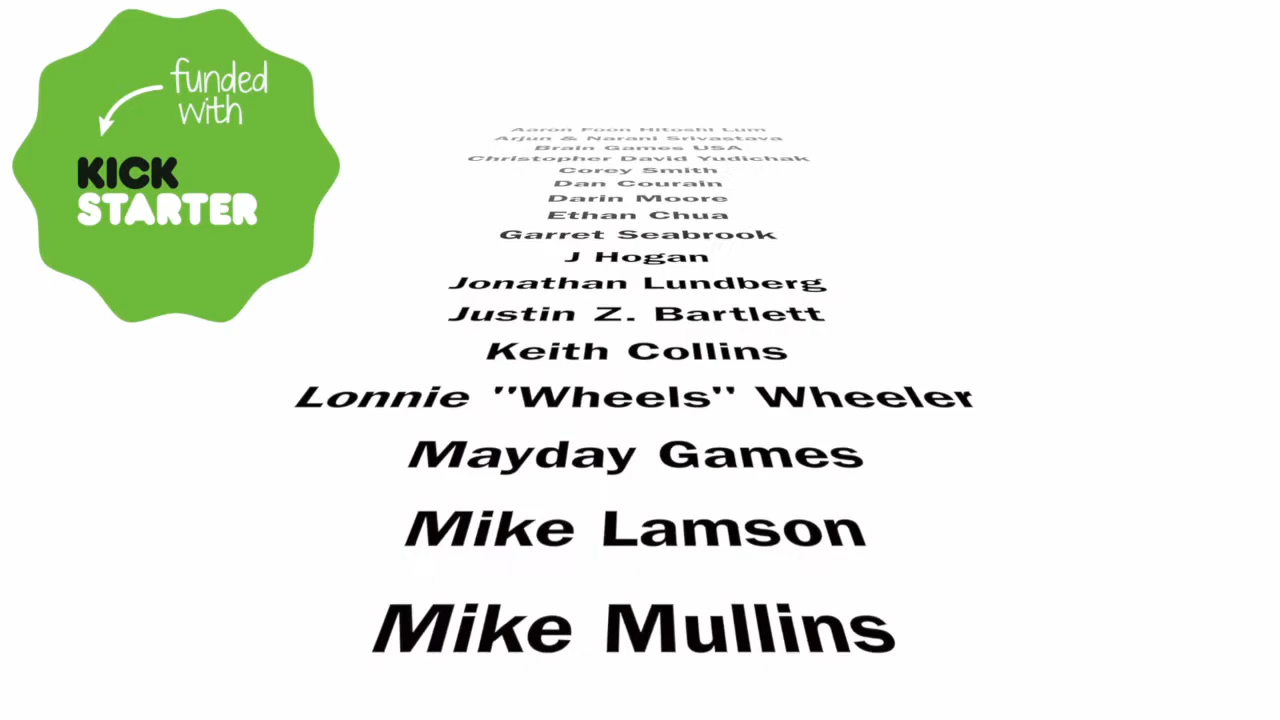 funded
with
KICK
STARTER
Aaron Foon Hitoshi Lum
Arjun & Narani Srivastava
Brain Games USA
Christopher David Yudichak
Corey Smith
Dan Courain
Darin Moore
Ethan Chua
Garret Seabrook
J Hogan
Jonathan Lundberg
Justin Z. Bartlett
Keith Collins
Lonnie "Wheels" Wheeler
Mayday Games
Mike Lamson
Mike Mullins